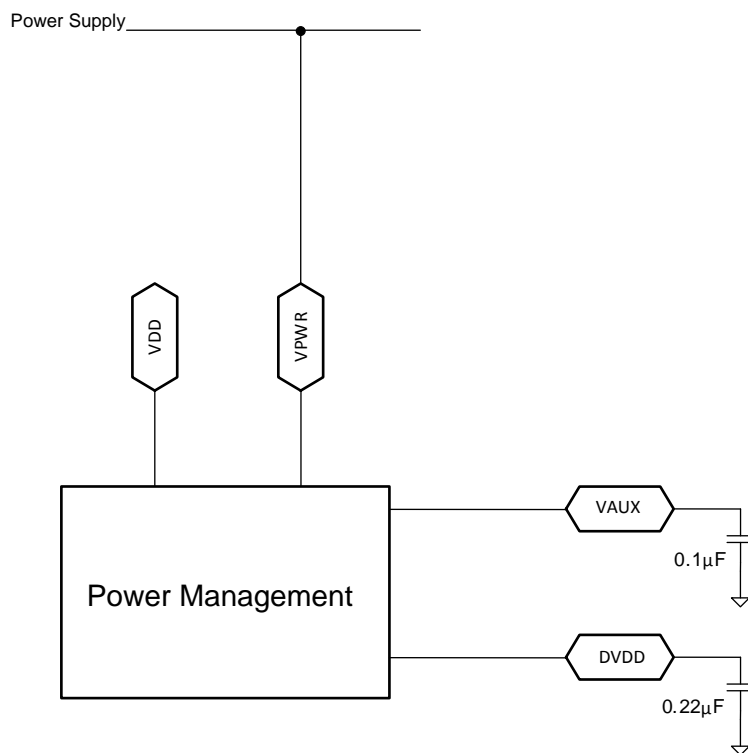 Power Supply
VDD
VPWR
VAUX
0.1µF
Power Management
DVDD
0.22µF